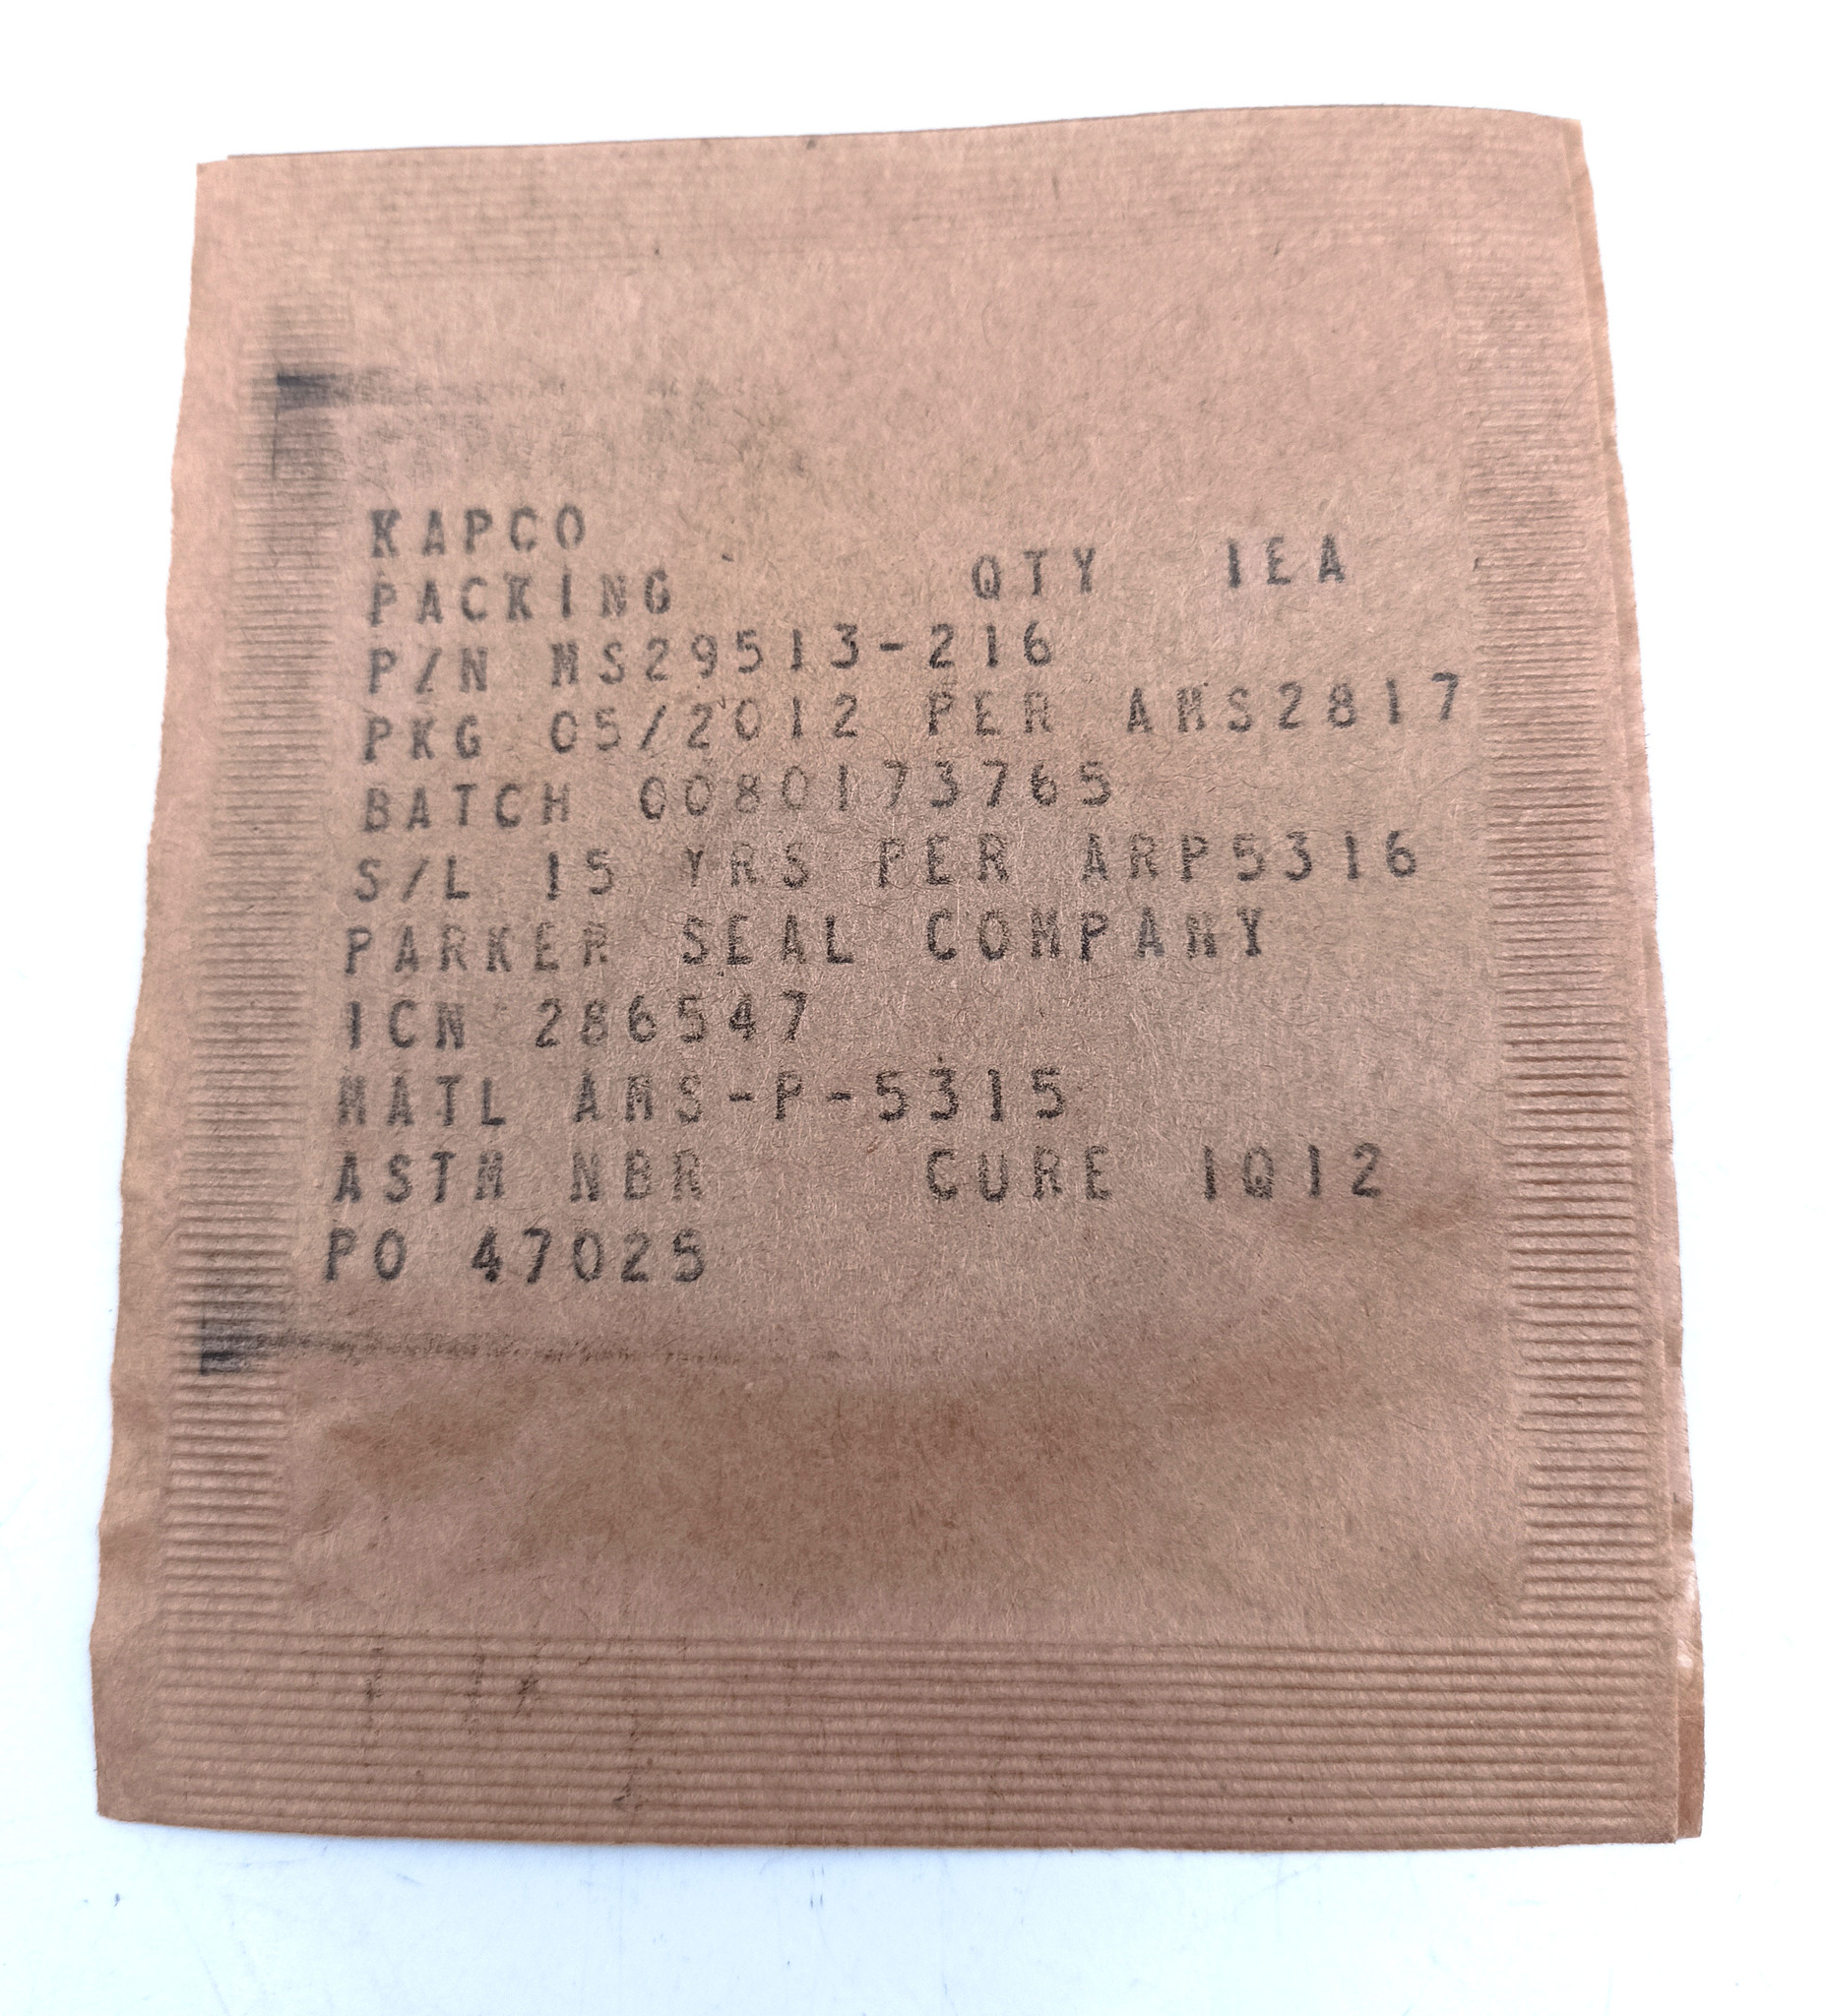 KAPCO
PACKING QTY 1EA
P/N MS29513-216
PKG 05/2012 PER AMS2817
BATCH 0080173765
S/L 15 YRS PER ARP5316
PARKER SEAL COMPANY
ICN 286547
MATL AMS-P-5315
ASTM NBR CURE 1Q12
PO 47025